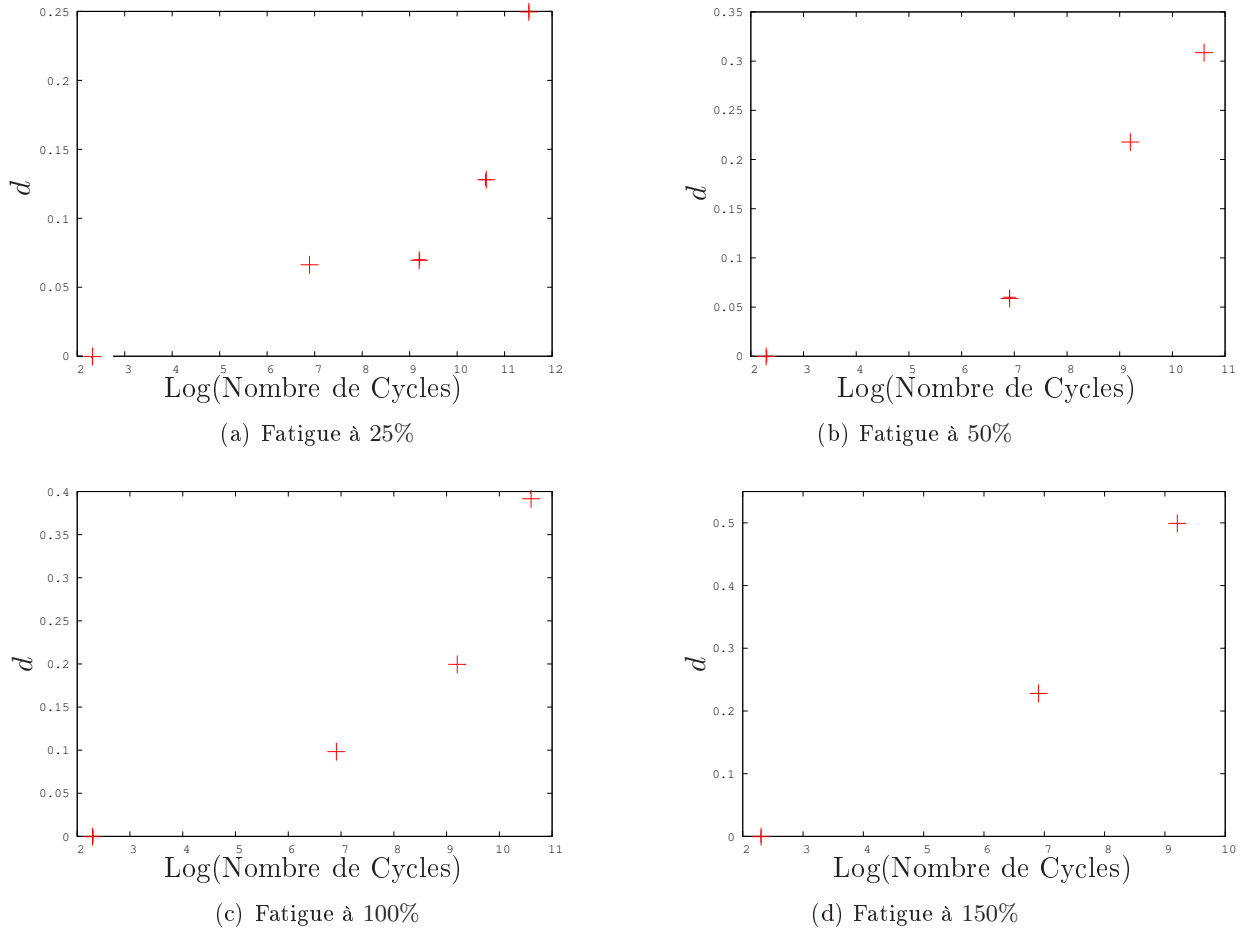 0.25
0.2
0.15
0.1
0.05
0
d
2 3 4 5 6 7 8 9 10 11 12
Log(Nombre de Cycles)
(a) Fatigue à 25%
0.35
0.3
0.25
0.2
0.15
0.1
0.05
0
d
2 3 4 5 6 7 8 9 10 11
Log(Nombre de Cycles)
(b) Fatigue à 50%
0.4
0.35
0.3
0.25
0.2
0.15
0.1
0.05
0
d
2 3 4 5 6 7 8 9 10 11
Log(Nombre de Cycles)
(c) Fatigue à 100%
0.5
0.4
0.3
0.2
0.1
0
d
2 3 4 5 6 7 8 9 10
Log(Nombre de Cycles)
(d) Fatigue à 150%